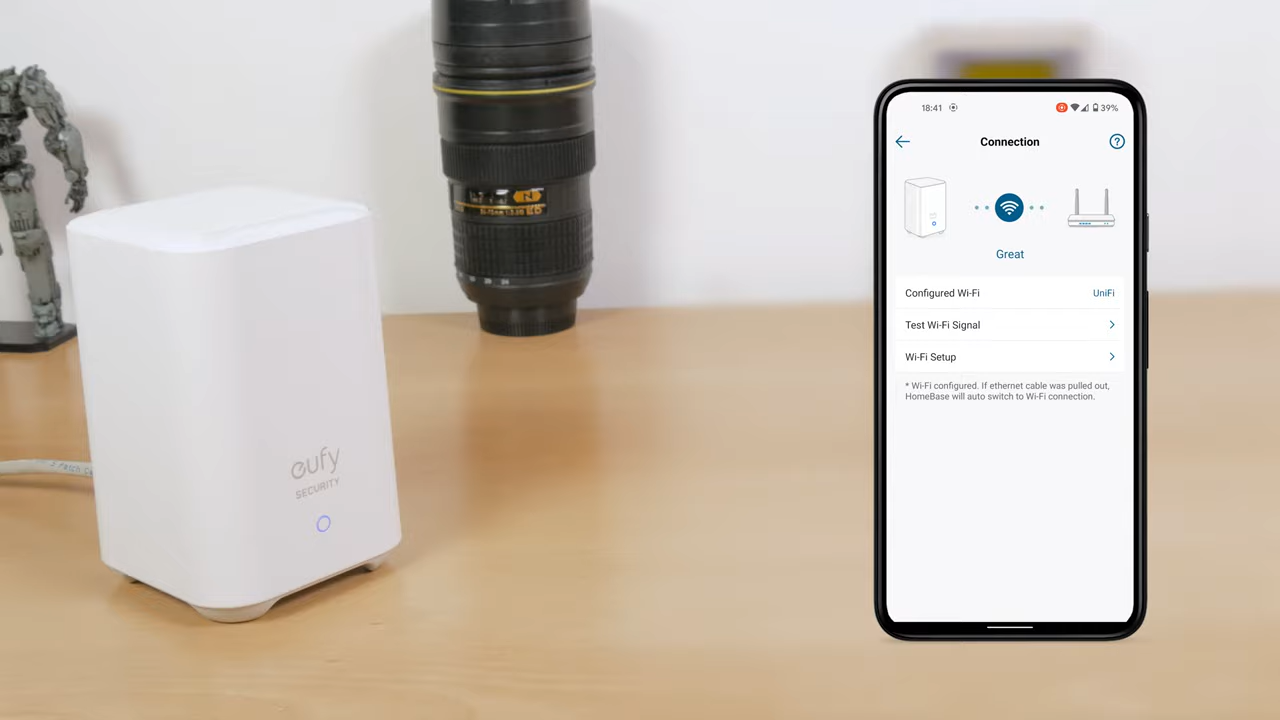 eufy
SECURITY
N
18:41
39%
Connection
?
Great
Configured Wi-Fi
UniFi
Test Wi-Fi Signal
Wi-Fi Setup
* Wi-Fi configured. If ethernet cable was pulled out,
HomeBase will auto switch to Wi-Fi connection.